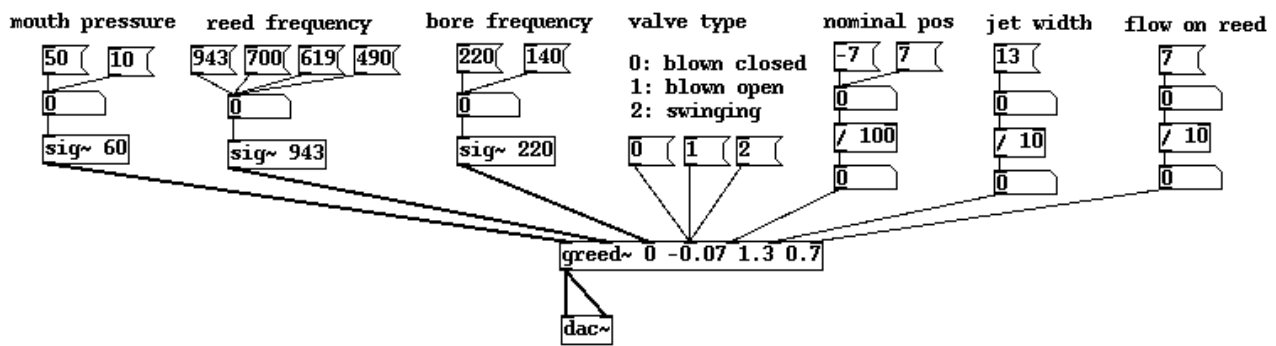 mouth pressure reed frequency bore frequency valve type nominal pos jet width flow on reed
50 10 943 700 619 490 220 140 -7 7 13 7
0: blown closed
1: blown open
2: swinging
0 0 0 0 0 0
sig~ 60 sig~ 943 sig~ 220 0 1 2 / 100 / 10 / 10
0 0 0
greed~ 0 -0.07 1.3 0.7
dac~